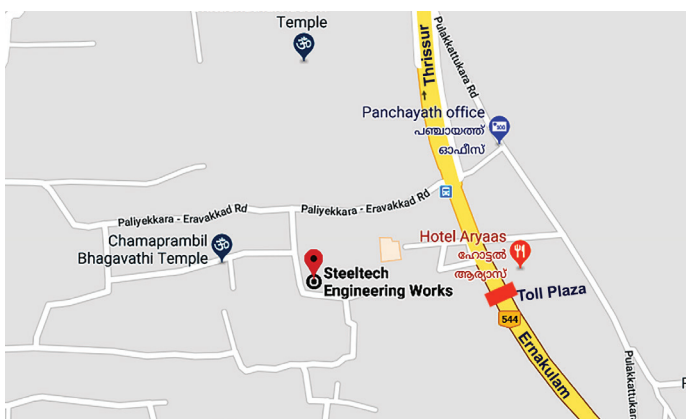 Temple
ॐ
← Thrissur
Pulakkattukara Rd
Panchayath office
പഞ്ചായത്ത്
ഓഫീസ്
Paliyekkara - Eravakkad Rd
Paliyekkara - Eravakkad Rd
Chamaprambil
Bhagavathi Temple
ॐ
Hotel Aryaas
ഹോട്ടൽ
ആര്യാസ്
Steeltech
Engineering Works
Toll Plaza
544
Ernakulam
Pulakkattukara